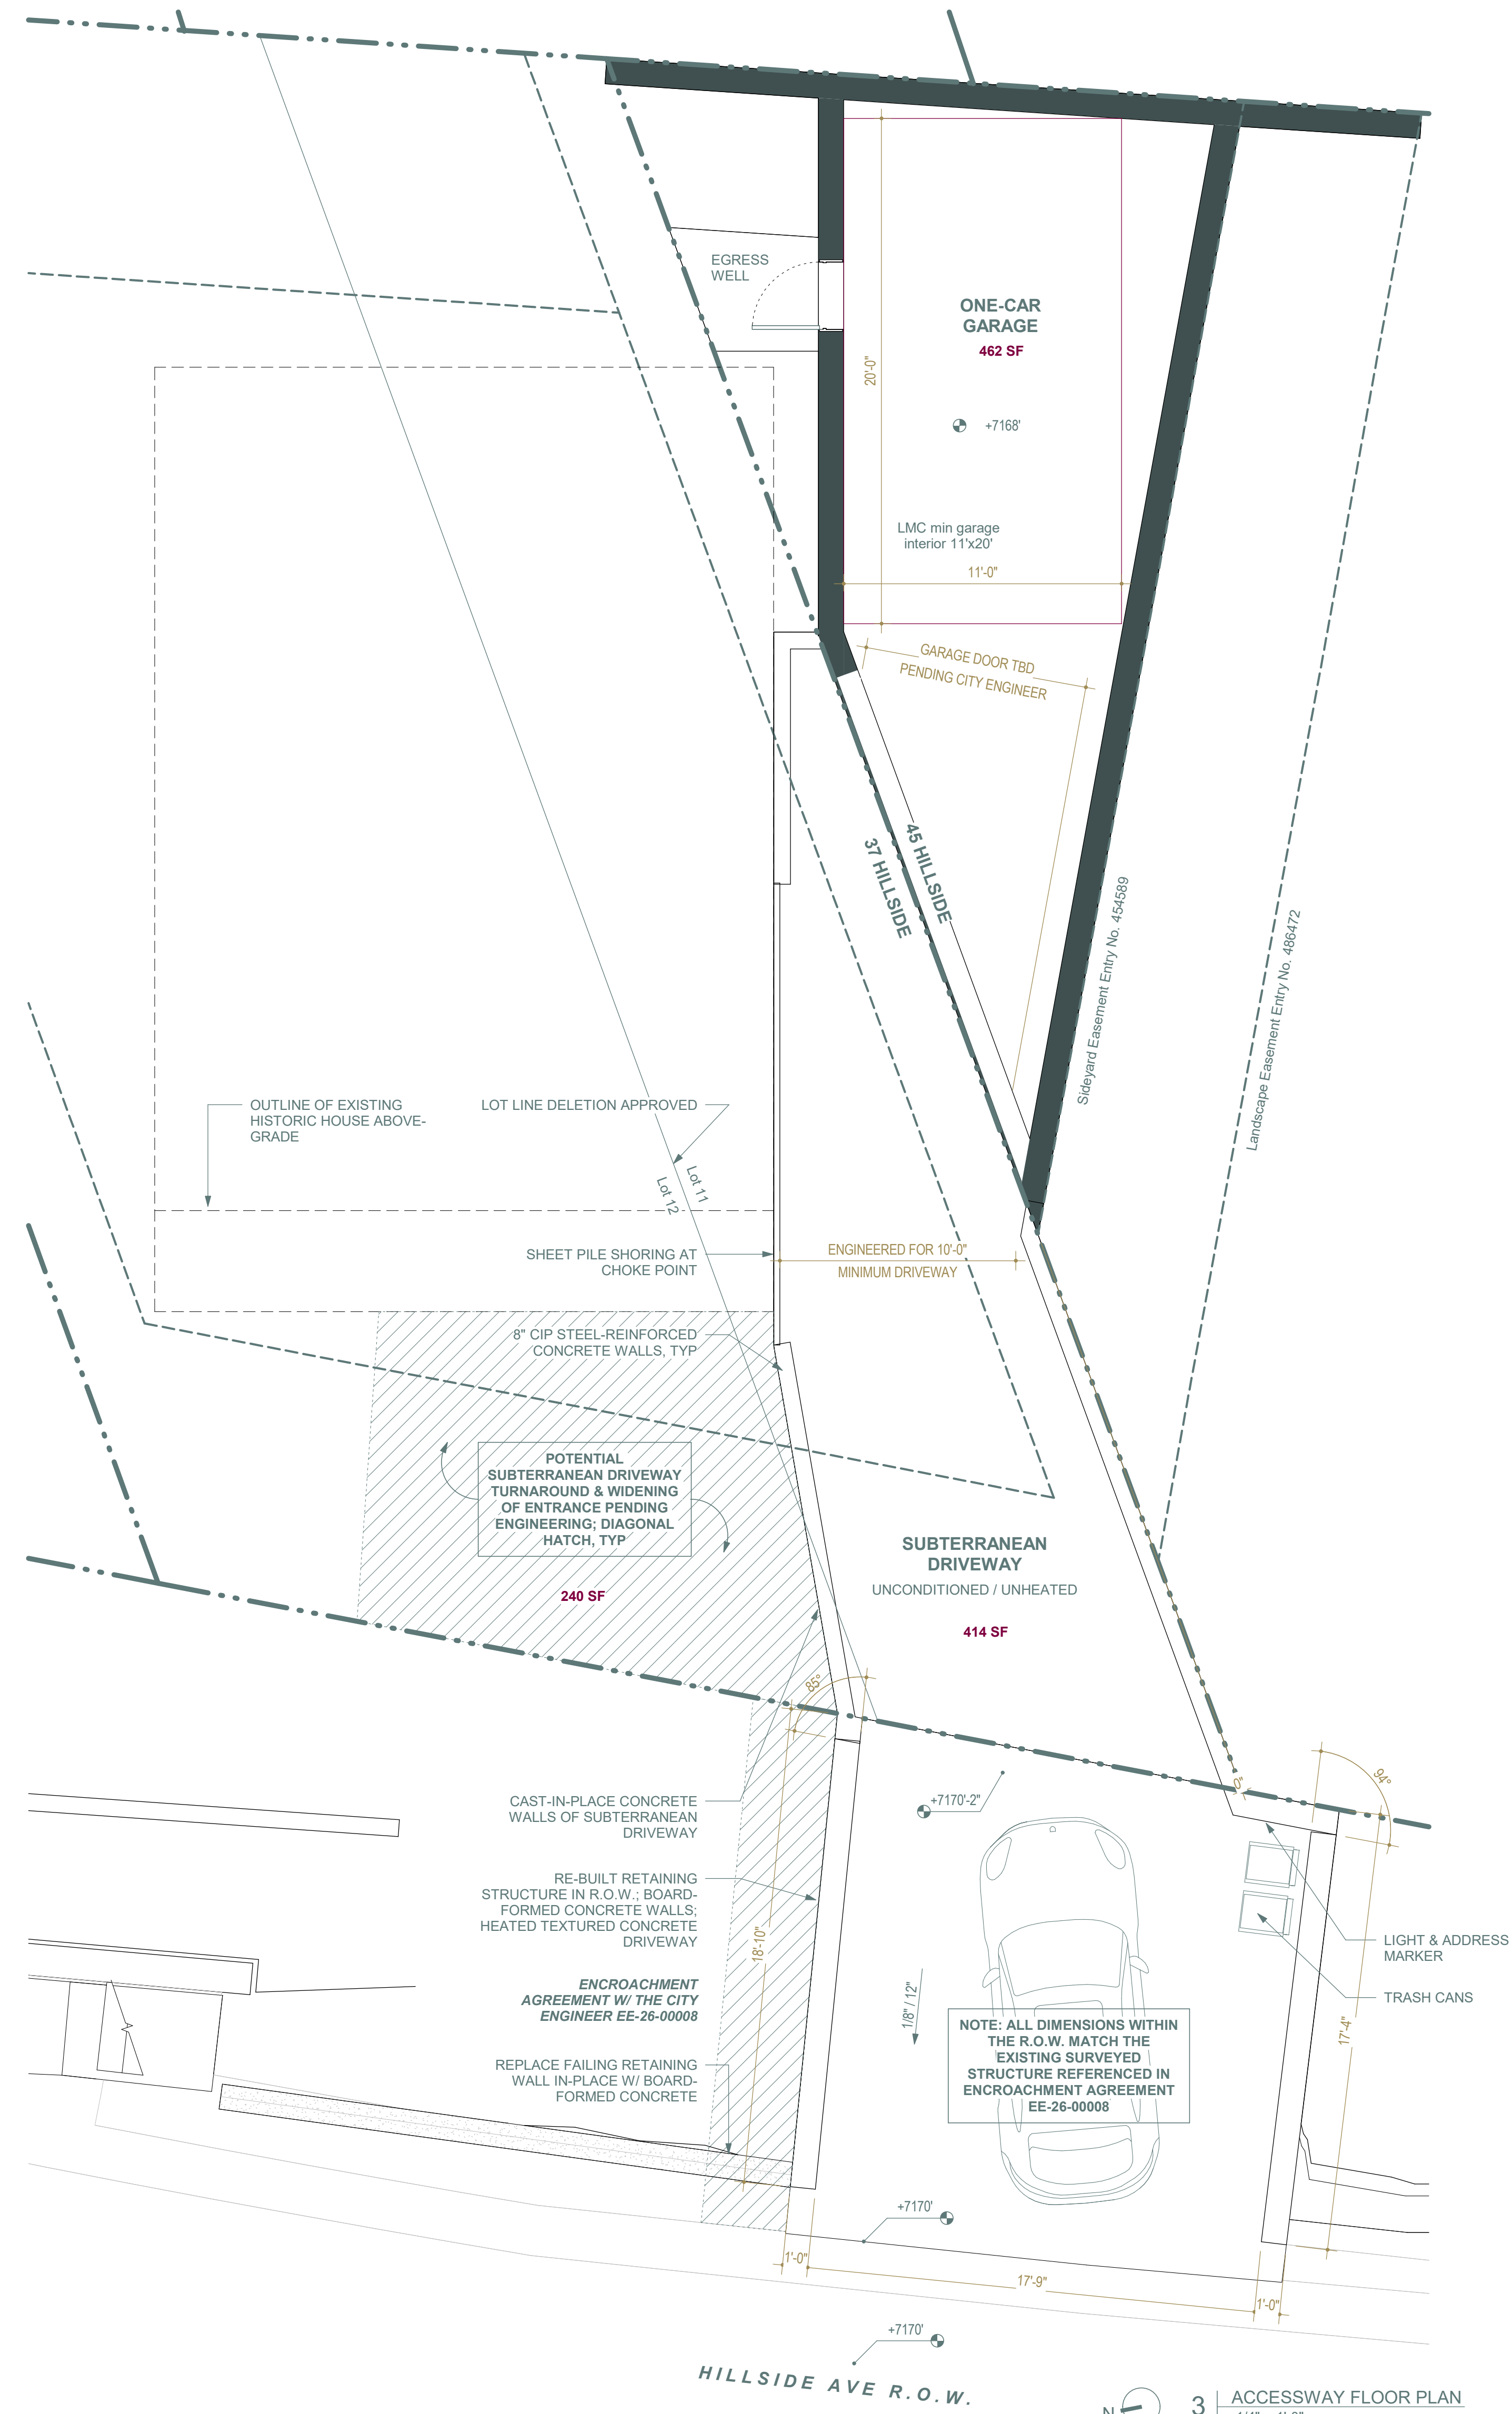 EGRESS
WELL
ONE-CAR
GARAGE
462 SF
20'-0"
+7168'
LMC min garage
interior 11'x20'
11'-0"
GARAGE DOOR TBD
PENDING CITY ENGINEER
45 HILLSIDE
37 HILLSIDE
Sideyard Easement Entry No. 454589
Landscape Easement Entry No. 486472
OUTLINE OF EXISTING
HISTORIC HOUSE ABOVE-
GRADE
LOT LINE DELETION APPROVED
Lot 11
Lot 12
SHEET PILE SHORING AT
CHOKE POINT
ENGINEERED FOR 10'-0"
MINIMUM DRIVEWAY
8" CIP STEEL-REINFORCED
CONCRETE WALLS, TYP
POTENTIAL
SUBTERRANEAN DRIVEWAY
TURNAROUND & WIDENING
OF ENTRANCE PENDING
ENGINEERING; DIAGONAL
HATCH, TYP
240 SF
SUBTERRANEAN
DRIVEWAY
UNCONDITIONED / UNHEATED
414 SF
85°
94°
0"
CAST-IN-PLACE CONCRETE
WALLS OF SUBTERRANEAN
DRIVEWAY
+7170'-2"
RE-BUILT RETAINING
STRUCTURE IN R.O.W.; BOARD-
FORMED CONCRETE WALLS;
HEATED TEXTURED CONCRETE
DRIVEWAY
18'-10"
LIGHT & ADDRESS
MARKER
TRASH CANS
ENCROACHMENT
AGREEMENT W/ THE CITY
ENGINEER EE-26-00008
1/8" / 12"
17'-4"
NOTE: ALL DIMENSIONS WITHIN
THE R.O.W. MATCH THE
EXISTING SURVEYED
STRUCTURE REFERENCED IN
ENCROACHMENT AGREEMENT
EE-26-00008
REPLACE FAILING RETAINING
WALL IN-PLACE W/ BOARD-
FORMED CONCRETE
+7170'
1'-0"
17'-9"
1'-0"
+7170'
HILLSIDE AVE R.O.W.
N
3
ACCESSWAY FLOOR PLAN